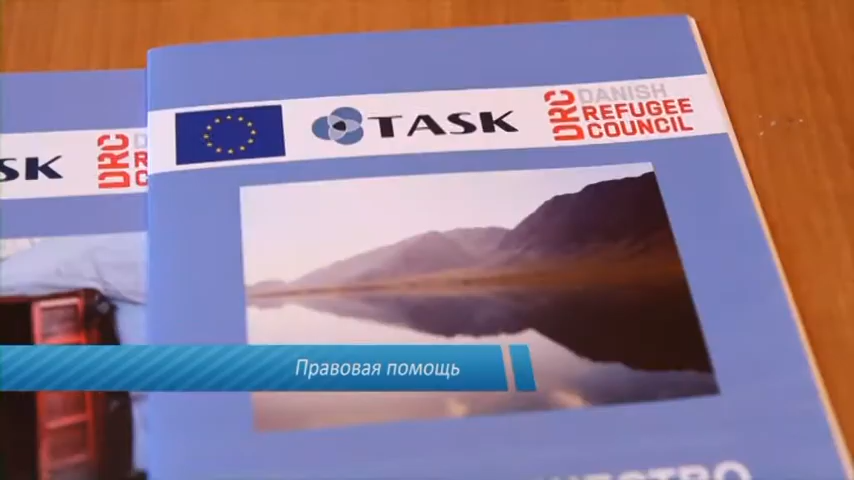 TASK
DRC DANISH
REFUGEE
COUNCIL
SK
DRC
Правовая помощь